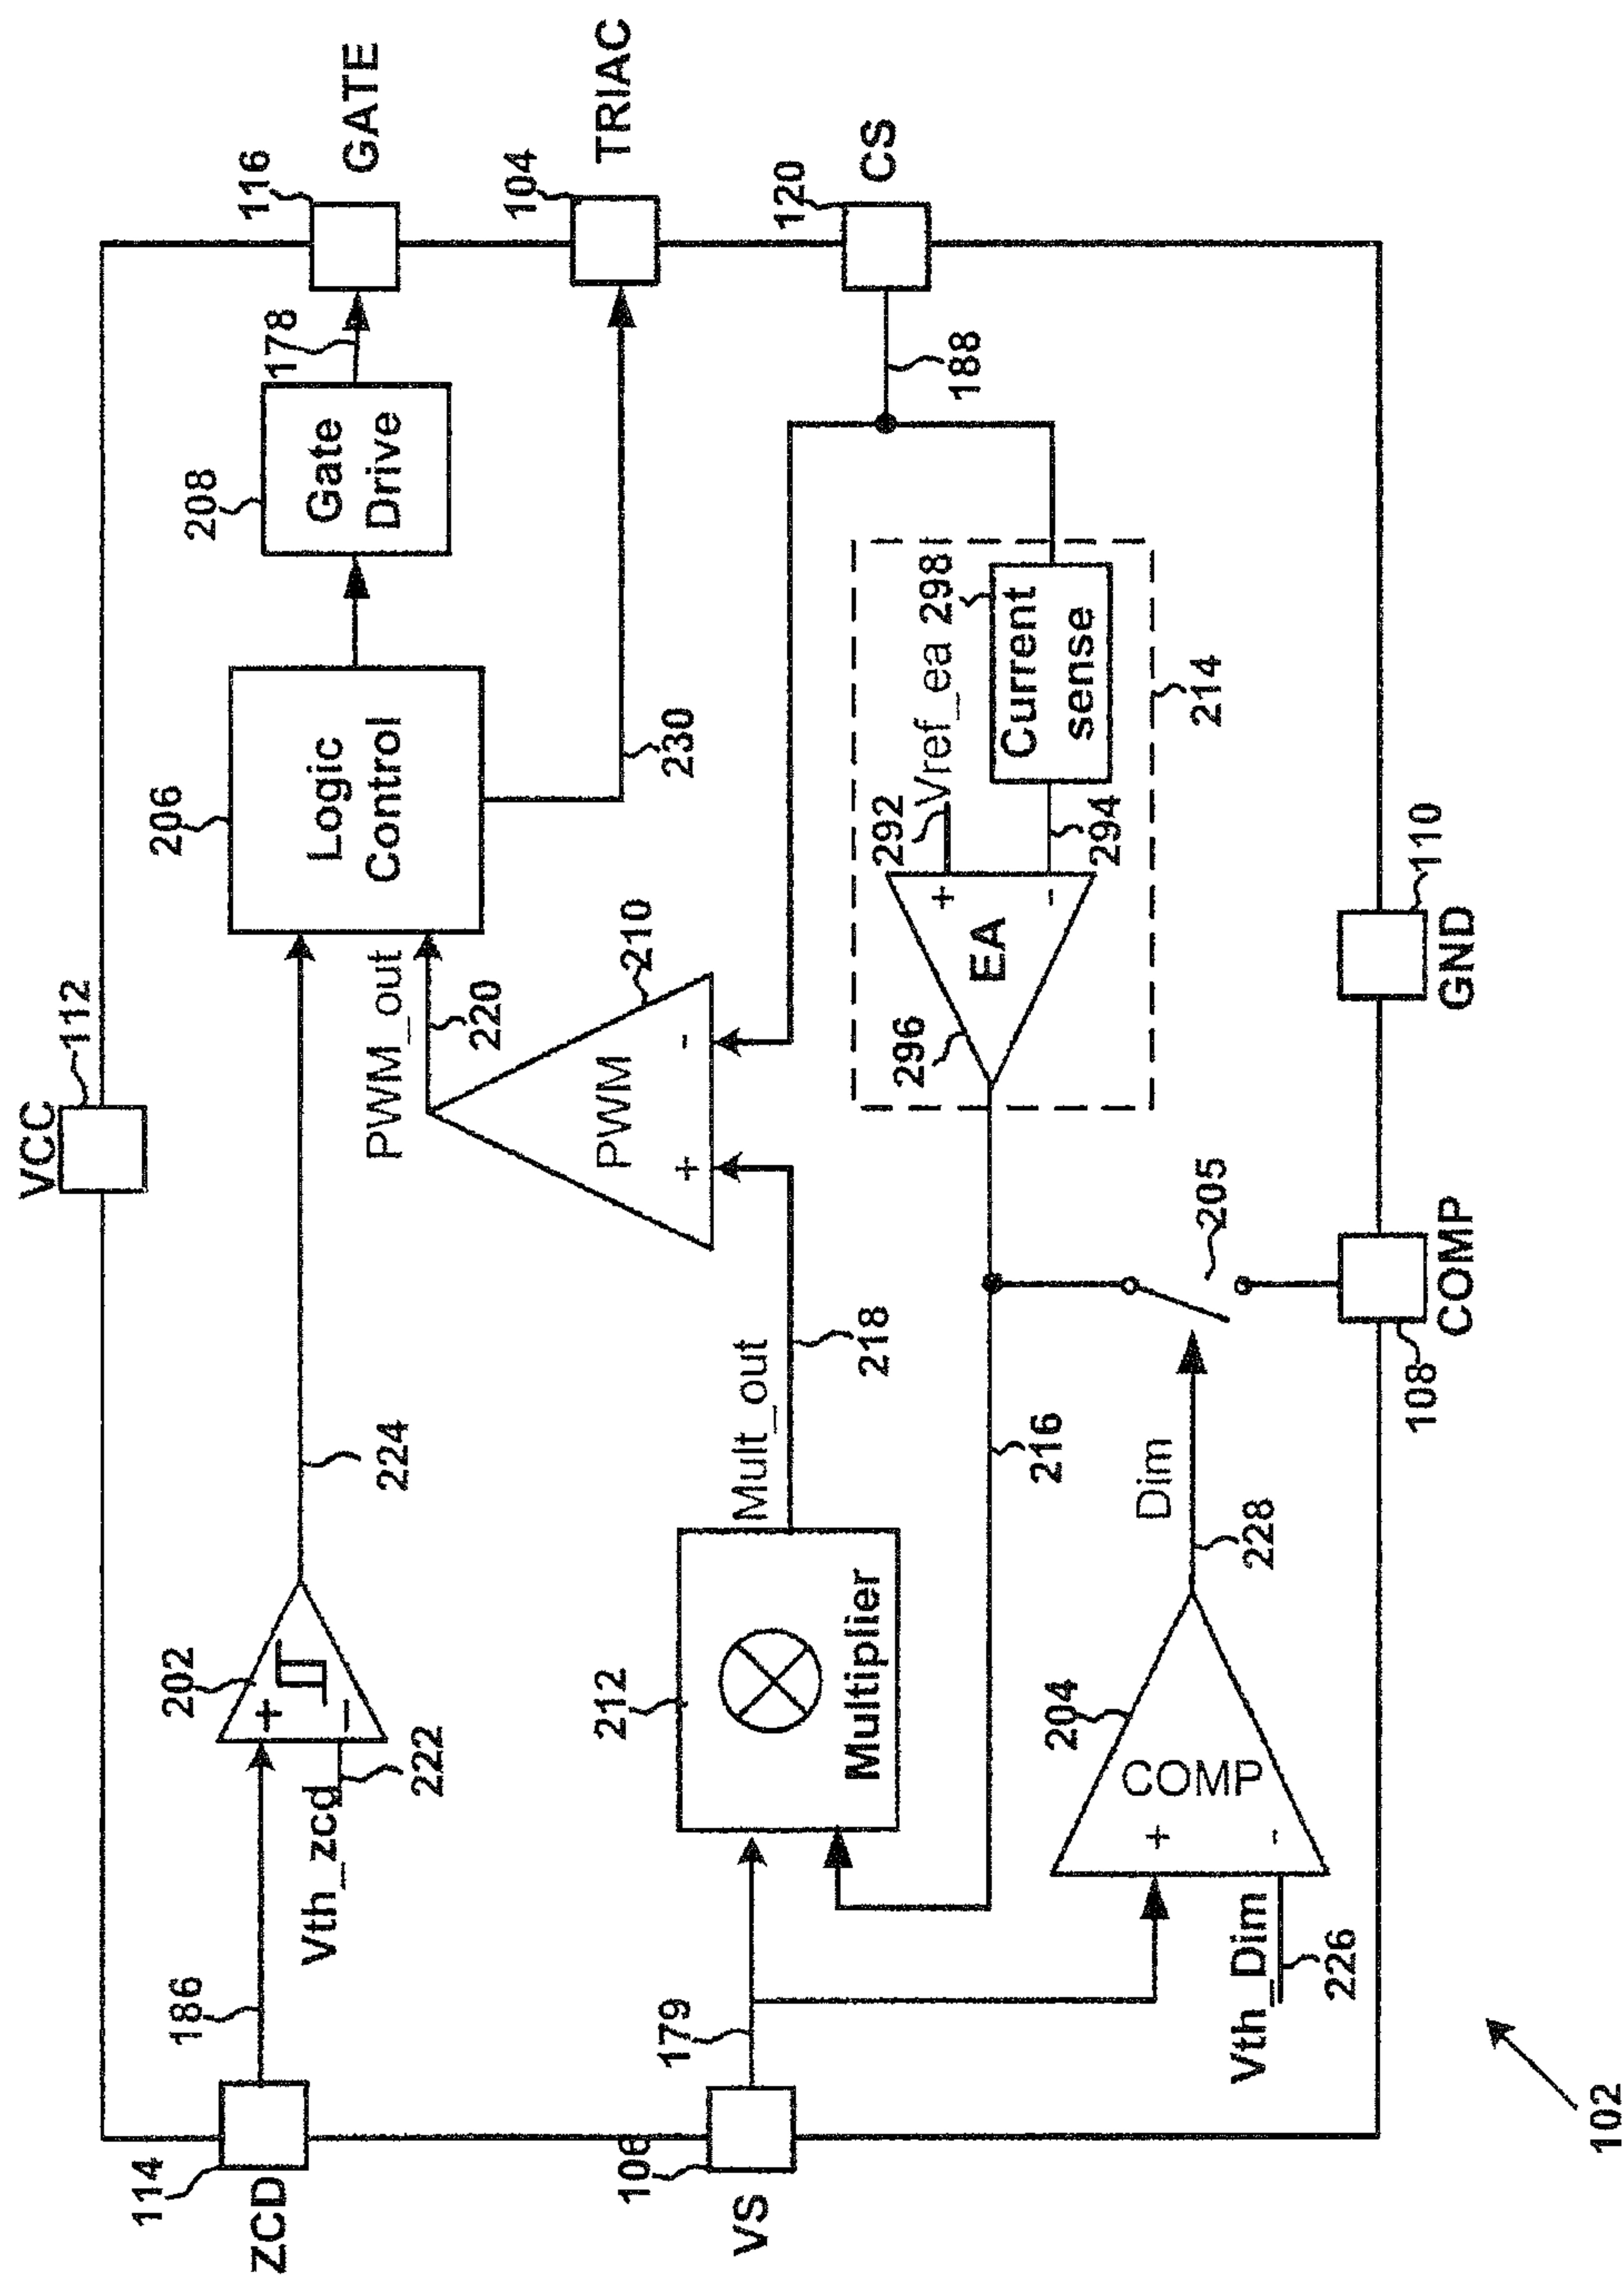 VCC
112
116
GATE
178
208
Gate
Drive
206
Logic
Control
104
TRIAC
230
PWM_out
220
210
PWM
+
-
120
CS
188
224
202
+
-
Vth_zcd
222
186
114
ZCD
Mult_out
218
212
Multiplier
179
106
VS
Vref_ea
298
292
Current
sense
294
214
EA
+
-
296
216
205
Dim
228
204
COMP
+
-
Vth_Dim
226
108
COMP
110
GND
102